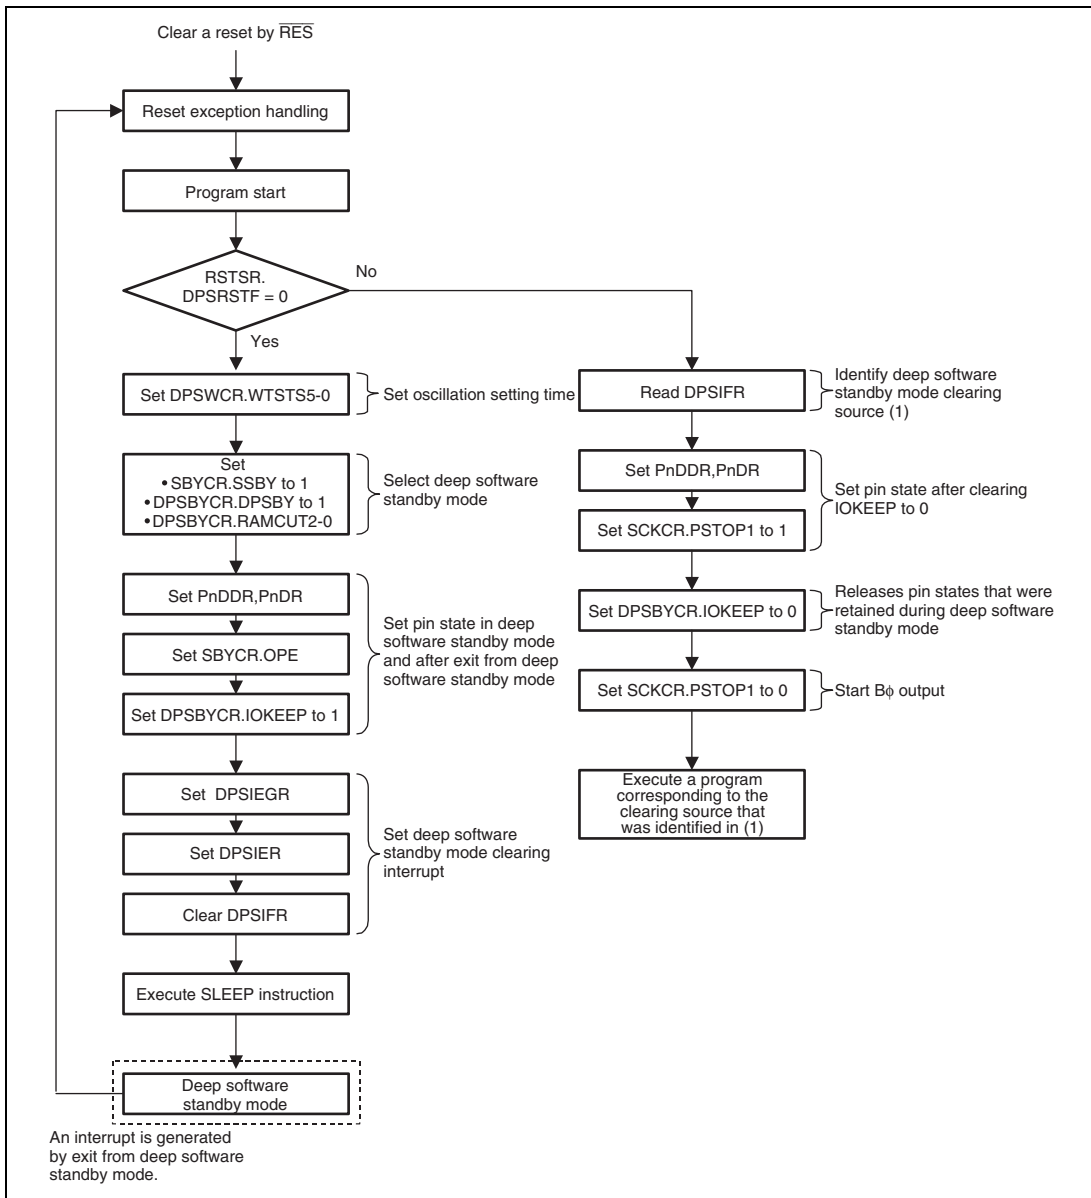 Clear a reset by RES
Reset exception handling
Program start
RSTSR.
DPSRSTF = 0
No
Yes
Set DPSWCR.WTSTS5-0
Set oscillation setting time
Set
•SBYCR.SSBY to 1
•DPSBYCR.DPSBY to 1
•DPSBYCR.RAMCUT2-0
Select deep software
standby mode
Set PnDDR,PnDR
Set SBYCR.OPE
Set DPSBYCR.IOKEEP to 1
Set pin state in deep
software standby mode
and after exit from deep
software standby mode
Set DPSIEGR
Set DPSIER
Clear DPSIFR
Set deep software
standby mode clearing
interrupt
Execute SLEEP instruction
Deep software
standby mode
An interrupt is generated
by exit from deep software
standby mode.
Read DPSIFR
Identify deep software
standby mode clearing
source (1)
Set PnDDR,PnDR
Set SCKCR.PSTOP1 to 1
Set pin state after clearing
IOKEEP to 0
Set DPSBYCR.IOKEEP to 0
Releases pin states that were
retained during deep software
standby mode
Set SCKCR.PSTOP1 to 0
Start Bφ output
Execute a program
corresponding to the
clearing source that
was identified in (1)